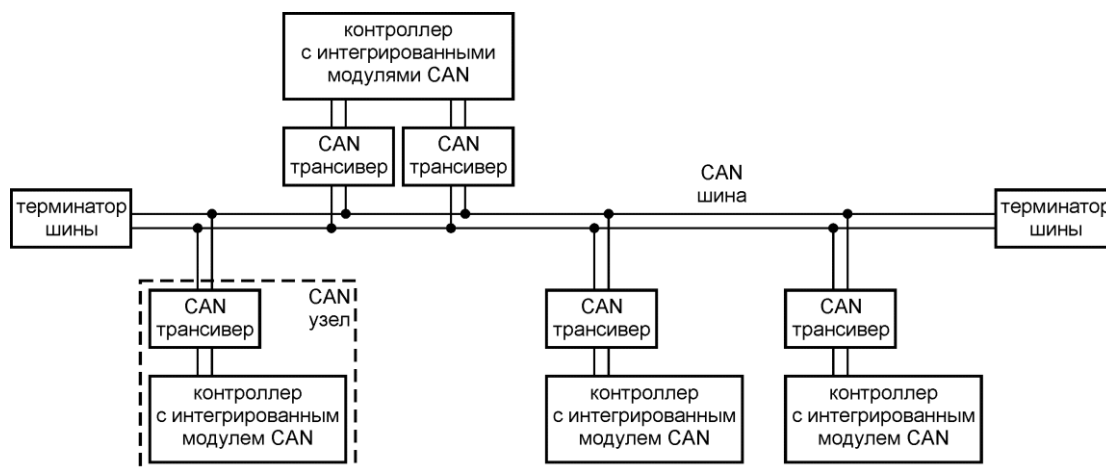 контроллер
с интегрированными
модулями CAN
CAN
трансивер
CAN
трансивер
CAN
шина
терминатор
шины
терминатор
шины
CAN
трансивер
CAN
узел
CAN
трансивер
CAN
трансивер
контроллер
с интегрированным
модулем CAN
контроллер
с интегрированным
модулем CAN
контроллер
с интегрированным
модулем CAN